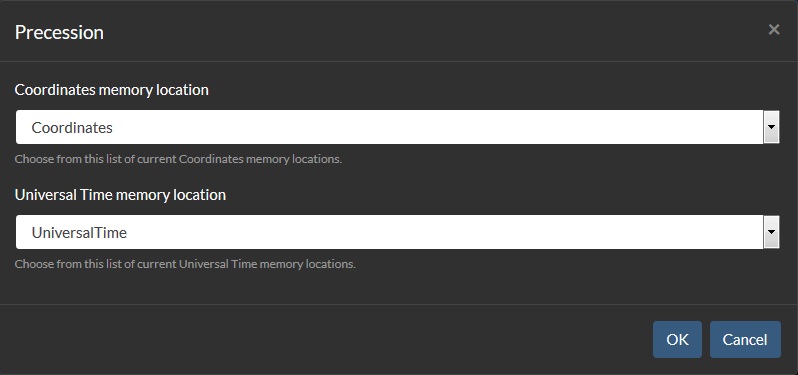 Precession
×
Coordinates memory location
Coordinates
Choose from this list of current Coordinates memory locations.
Universal Time memory location
UniversalTime
Choose from this list of current Universal Time memory locations.
OK Cancel